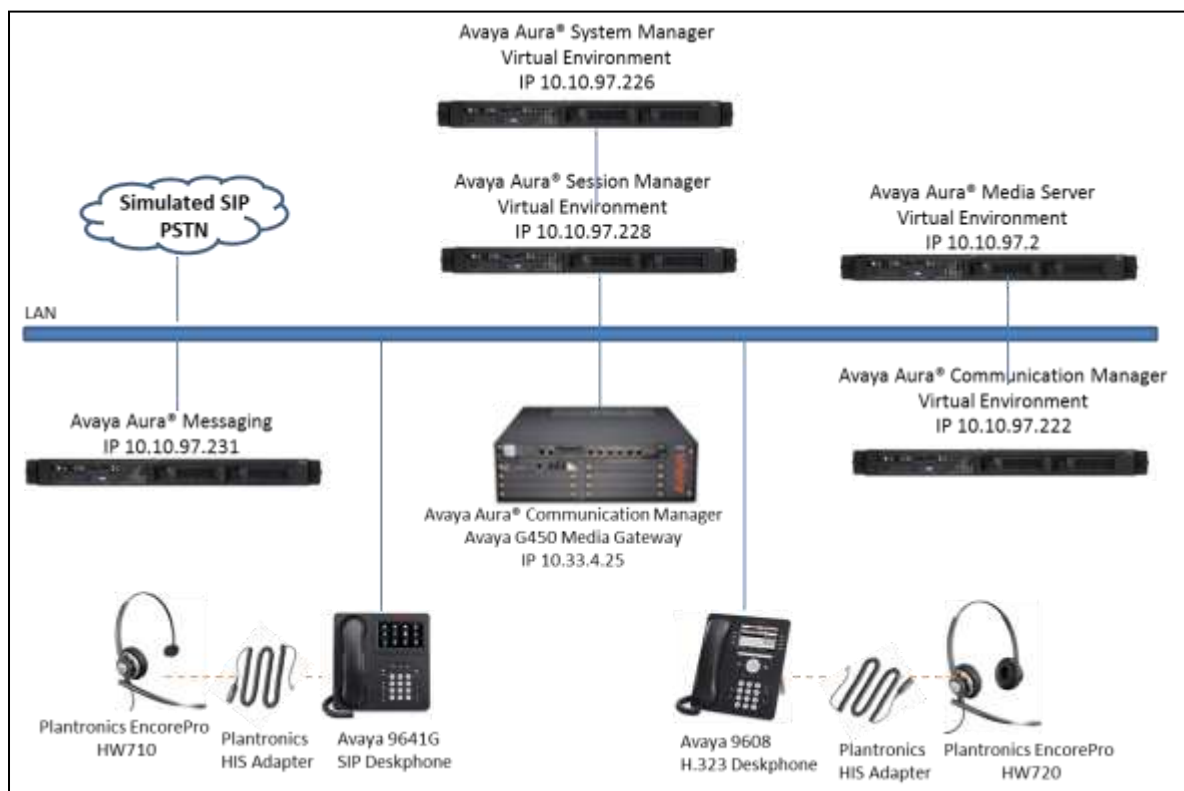 Avaya Aura® System Manager
Virtual Environment
IP 10.10.97.226
Avaya Aura® Session Manager
Virtual Environment
IP 10.10.97.228
Avaya Aura® Media Server
Virtual Environment
IP 10.10.97.2
Simulated SIP
PSTN
LAN
Avaya Aura® Messaging
IP 10.10.97.231
Avaya Aura® Communication Manager
Virtual Environment
IP 10.10.97.222
AVAYA
Avaya Aura® Communication Manager
Avaya G450 Media Gateway
IP 10.33.4.25
Plantronics EncorePro
HW710
Plantronics
HIS Adapter
Avaya 9641G
SIP Deskphone
Avaya 9608
H.323 Deskphone
Plantronics
HIS Adapter
Plantronics EncorePro
HW720